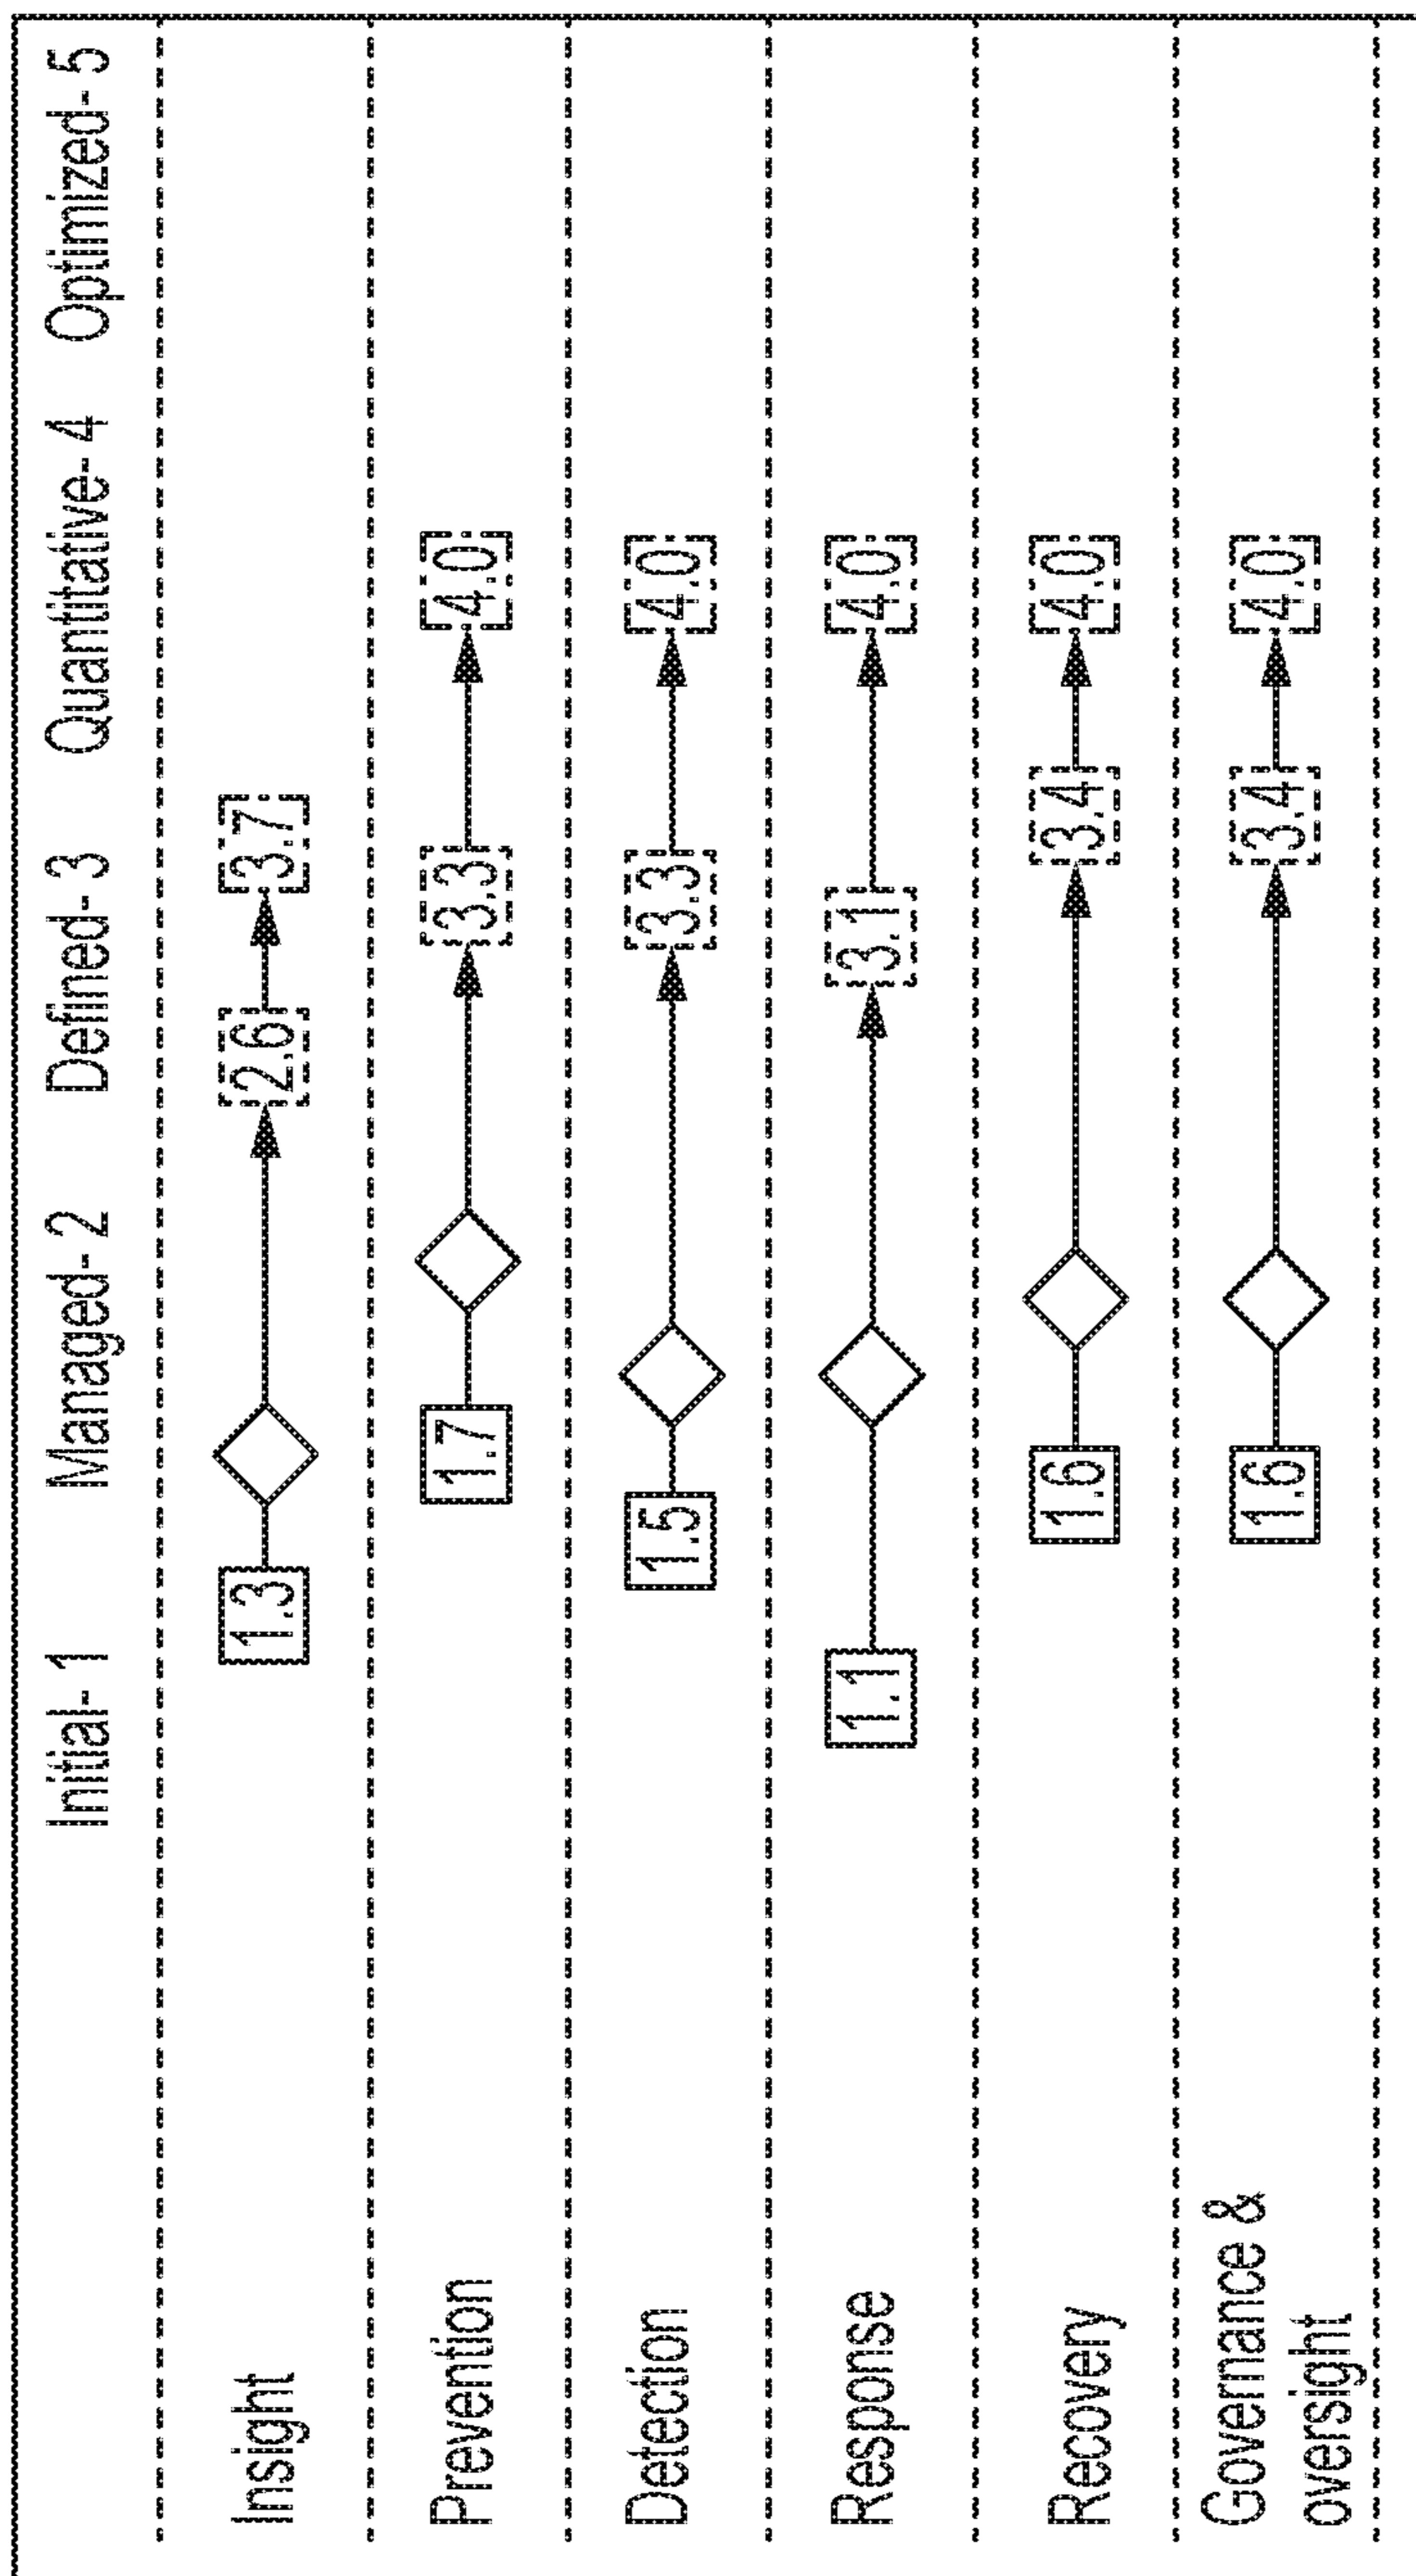 Initial- 1 Managed- 2 Defined- 3 Quantitative- 4 Optimized- 5
Insight 1.3 2.6 3.7
Prevention 1.7 3.3 4.0
Detection 1.5 3.3 4.0
Response 1.1 3.1 4.0
Recovery 1.6 3.4 4.0
Governance & 1.6 3.4 4.0
oversight